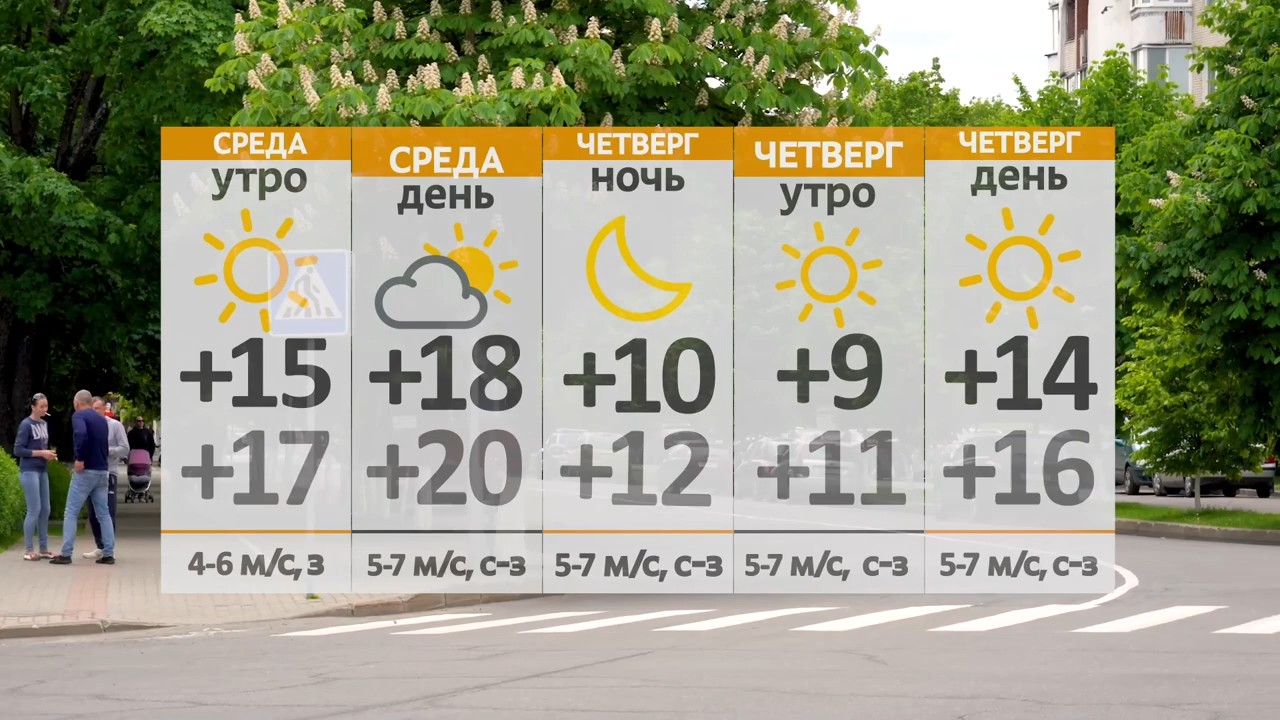 СРЕДА
утро
+15
+17
4-6 м/с, з
СРЕДА
день
+18
+20
5-7 м/с, с-з
ЧЕТВЕРГ
ночь
+10
+12
5-7 м/с, с-з
ЧЕТВЕРГ
утро
+9
+11
5-7 м/с, с-з
ЧЕТВЕРГ
день
+14
+16
5-7 м/с, с-з